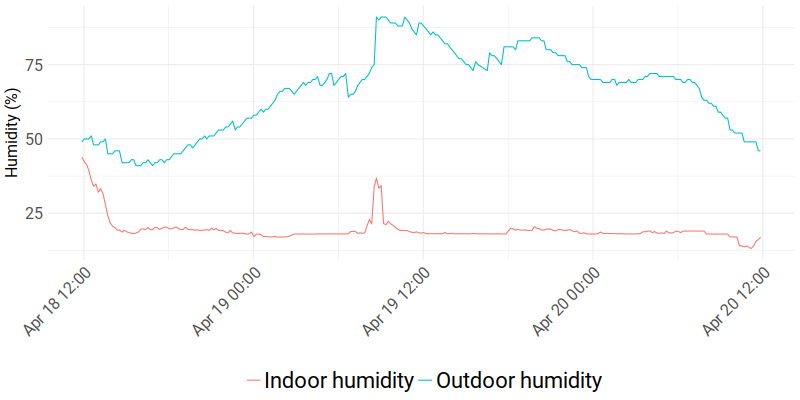 Humidity (%)
75
50
25
Apr 18 12:00
Apr 19 00:00
Apr 19 12:00
Apr 20 00:00
Apr 20 12:00
Indoor humidity
Outdoor humidity